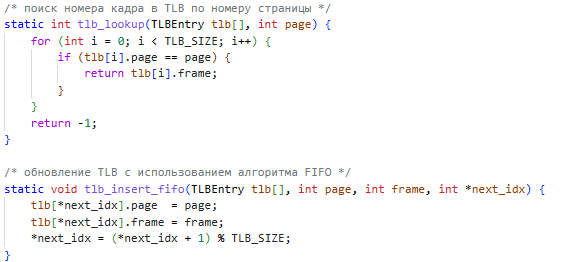 /* поиск номера кадра в TLB по номеру страницы */
static int tlb_lookup(TLBEntry tlb[], int page) {
    for (int i = 0; i < TLB_SIZE; i++) {
        if (tlb[i].page == page) {
            return tlb[i].frame;
        }
    }
    return -1;
}

/* обновление TLB с использованием алгоритма FIFO */
static void tlb_insert_fifo(TLBEntry tlb[], int page, int frame, int *next_idx) {
    tlb[*next_idx].page  = page;
    tlb[*next_idx].frame = frame;
    *next_idx = (*next_idx + 1) % TLB_SIZE;
}